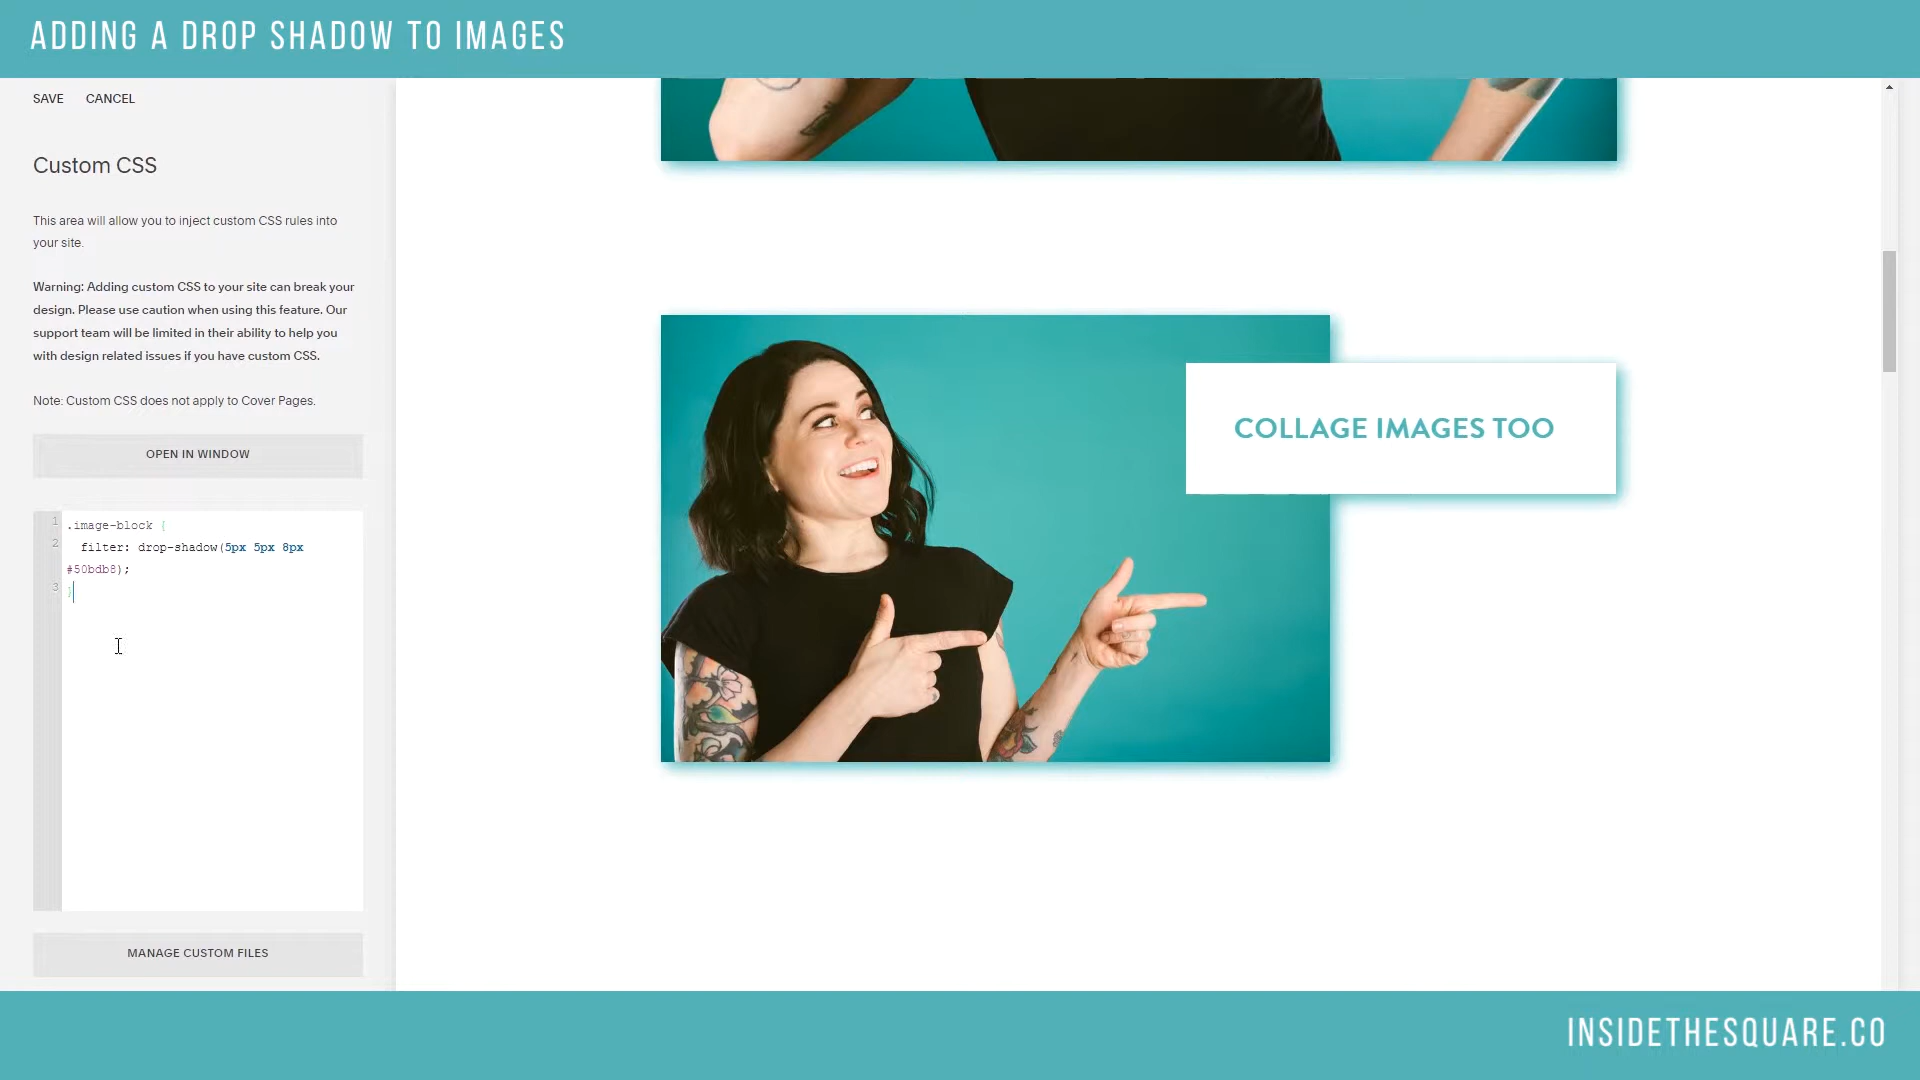 ADDING A DROP SHADOW TO IMAGES
SAVE CANCEL
Custom CSS
This area will allow you to inject custom CSS rules into
your site.
Warning: Adding custom CSS to your site can break your
design. Please use caution when using this feature. Our
support team will be limited in their ability to help you
with design related issues if you have custom CSS.
Note: Custom CSS does not apply to Cover Pages.
OPEN IN WINDOW
1 .image-block {
2 filter: drop-shadow(5px 5px 8px
#50bdb8);
3 }
MANAGE CUSTOM FILES
COLLAGE IMAGES TOO
INSIDETHESQUARE.CO